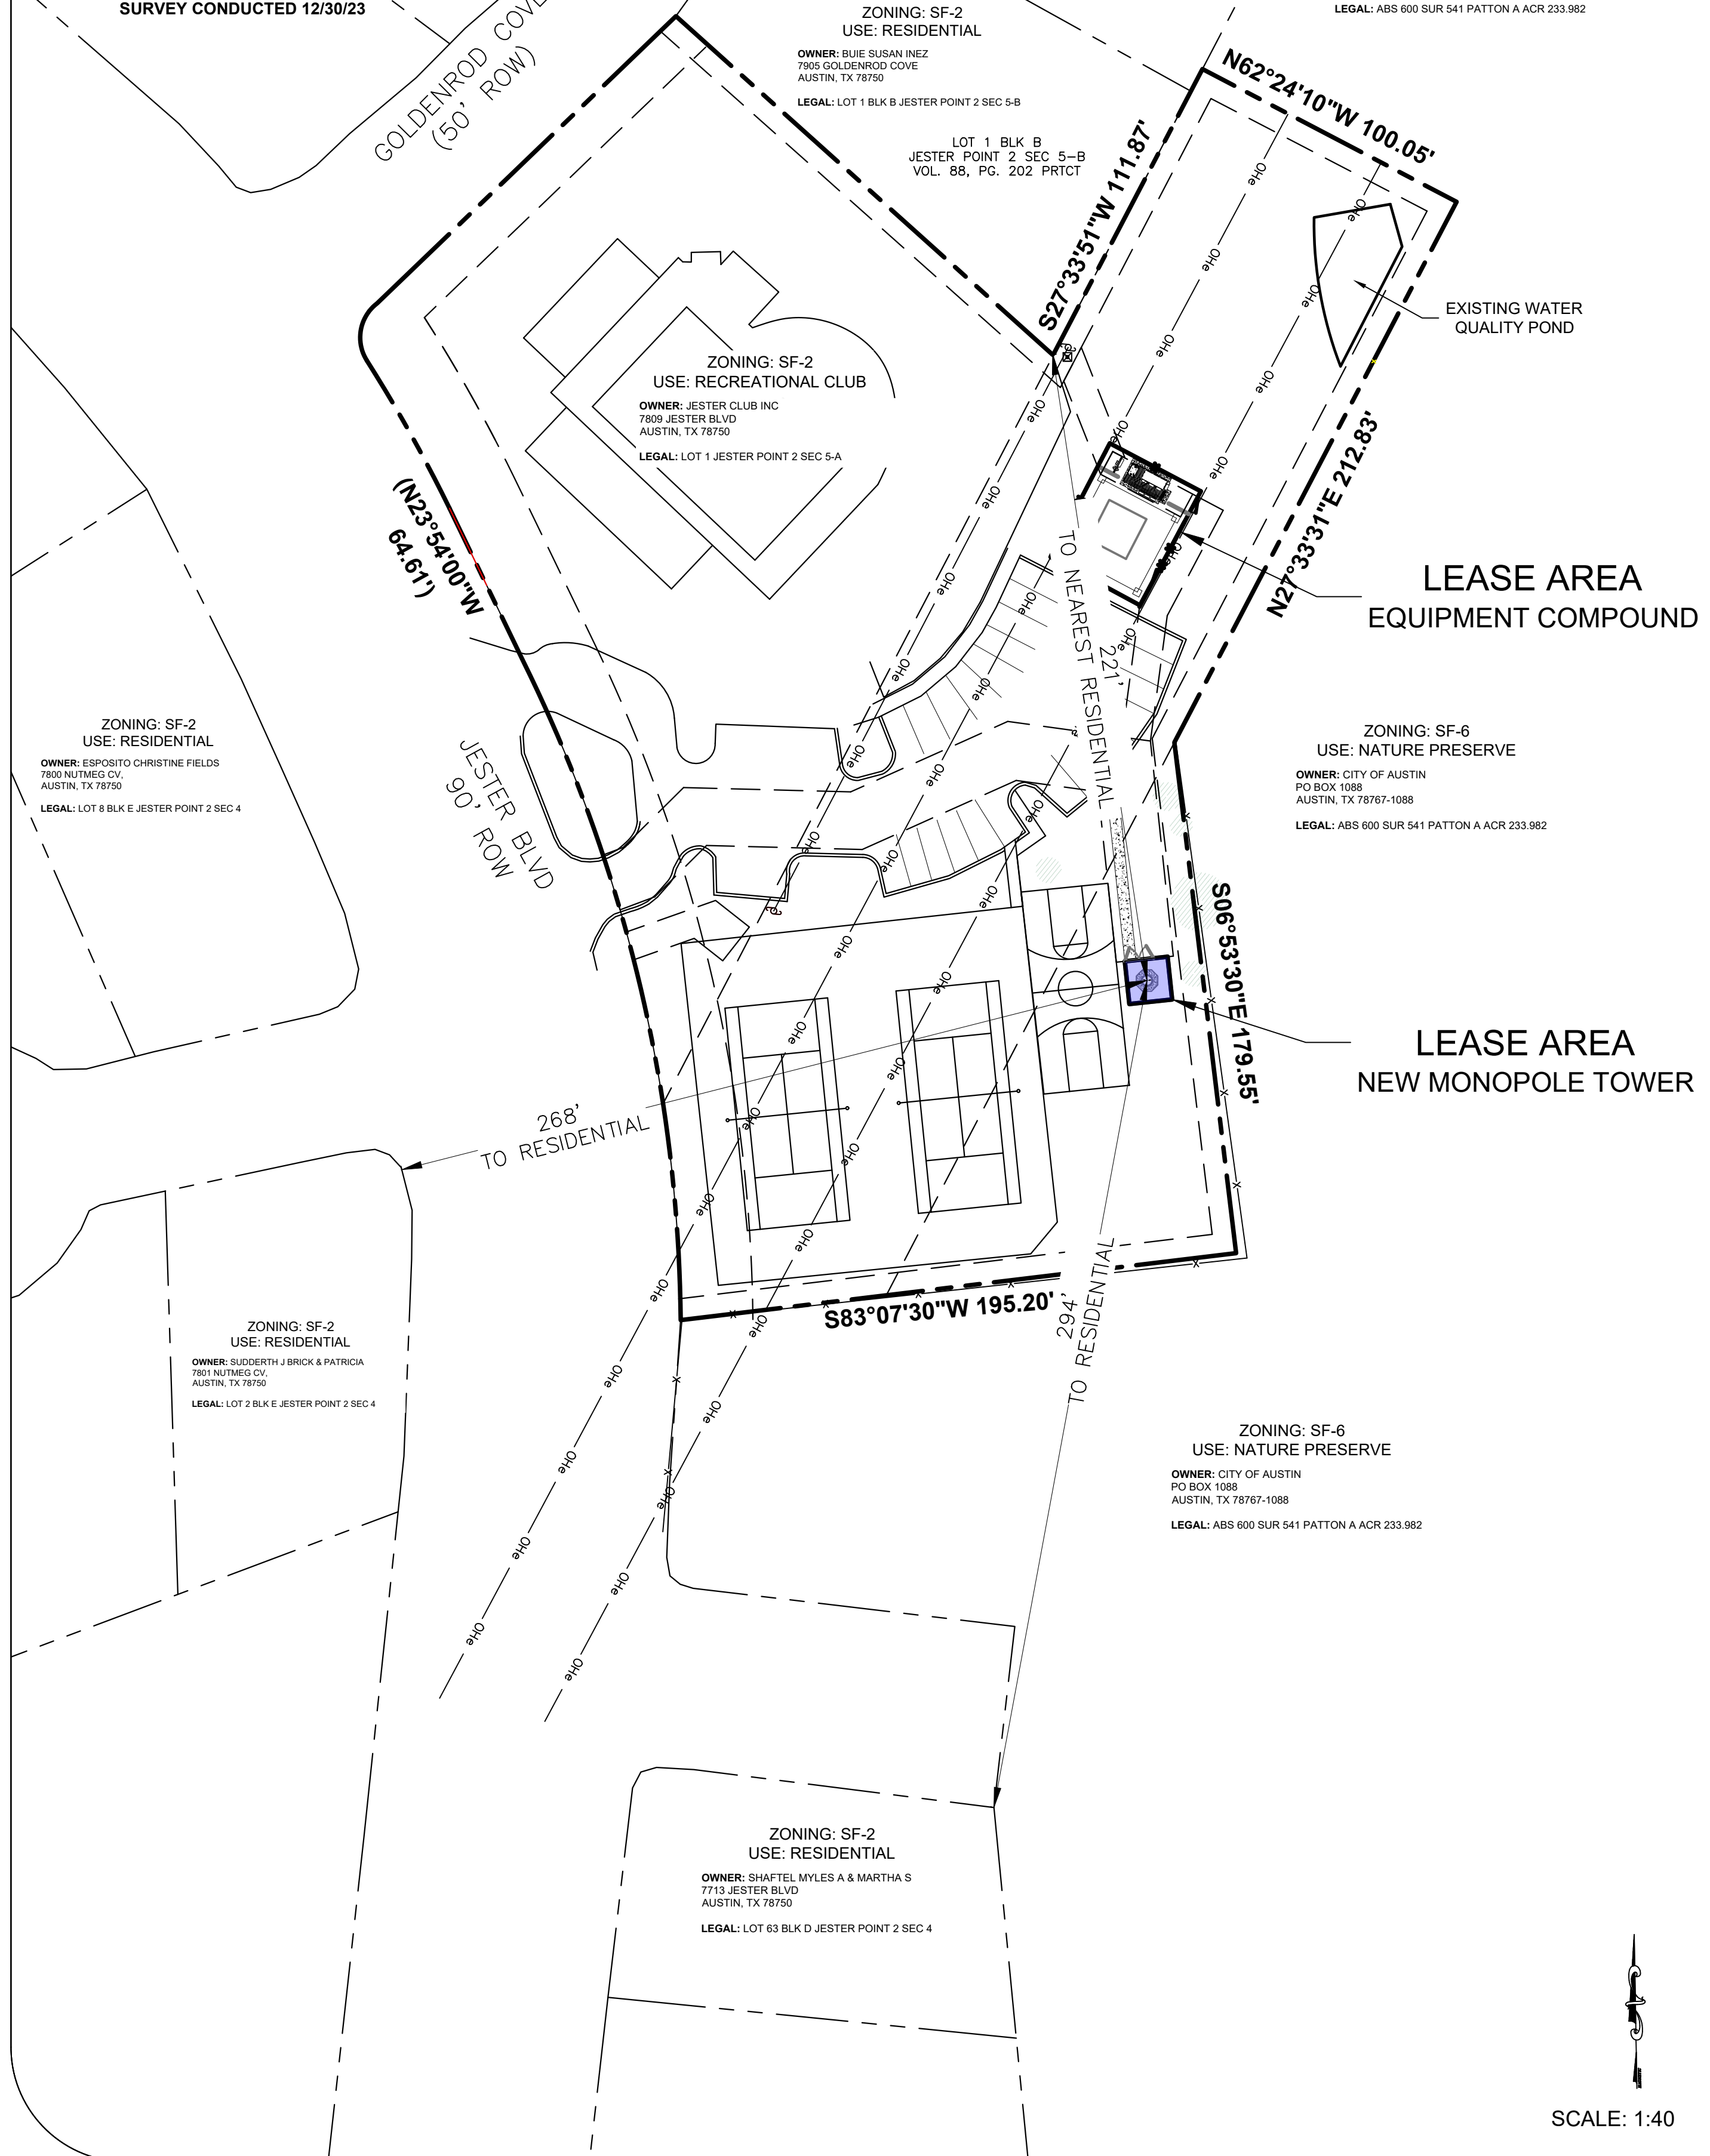 SURVEY CONDUCTED 12/30/23
GOLDENROD COVE
(50' ROW)
ZONING: SF-2
USE: RESIDENTIAL
OWNER: BUIE SUSAN INEZ
7905 GOLDENROD COVE
AUSTIN, TX 78750
LEGAL: LOT 1 BLK B JESTER POINT 2 SEC 5-B
LOT 1 BLK B
JESTER POINT 2 SEC 5-B
VOL. 88, PG. 202 PRTCT
LEGAL: ABS 600 SUR 541 PATTON A ACR 233.982
N62°24'10"W 100.05'
S27°33'51"W 111.87'
EXISTING WATER
QUALITY POND
ZONING: SF-2
USE: RECREATIONAL CLUB
OWNER: JESTER CLUB INC
7809 JESTER BLVD
AUSTIN, TX 78750
LEGAL: LOT 1 JESTER POINT 2 SEC 5-A
N27°33'31"E 212.83'
(N23°54'00"W
64.61')
LEASE AREA
EQUIPMENT COMPOUND
221'
TO NEAREST RESIDENTIAL
ZONING: SF-2
USE: RESIDENTIAL
OWNER: ESPOSITO CHRISTINE FIELDS
7800 NUTMEG CV,
AUSTIN, TX 78750
LEGAL: LOT 8 BLK E JESTER POINT 2 SEC 4
JESTER BLVD
90' ROW
ZONING: SF-6
USE: NATURE PRESERVE
OWNER: CITY OF AUSTIN
PO BOX 1088
AUSTIN, TX 78767-1088
LEGAL: ABS 600 SUR 541 PATTON A ACR 233.982
S06°53'30"E 179.55'
LEASE AREA
NEW MONOPOLE TOWER
268'
TO RESIDENTIAL
S83°07'30"W 195.20'
294'
TO RESIDENTIAL
ZONING: SF-2
USE: RESIDENTIAL
OWNER: SUDDERTH J BRICK & PATRICIA
7801 NUTMEG CV,
AUSTIN, TX 78750
LEGAL: LOT 2 BLK E JESTER POINT 2 SEC 4
ZONING: SF-6
USE: NATURE PRESERVE
OWNER: CITY OF AUSTIN
PO BOX 1088
AUSTIN, TX 78767-1088
LEGAL: ABS 600 SUR 541 PATTON A ACR 233.982
ZONING: SF-2
USE: RESIDENTIAL
OWNER: SHAFTEL MYLES A & MARTHA S
7713 JESTER BLVD
AUSTIN, TX 78750
LEGAL: LOT 63 BLK D JESTER POINT 2 SEC 4
OHe
SCALE: 1:40